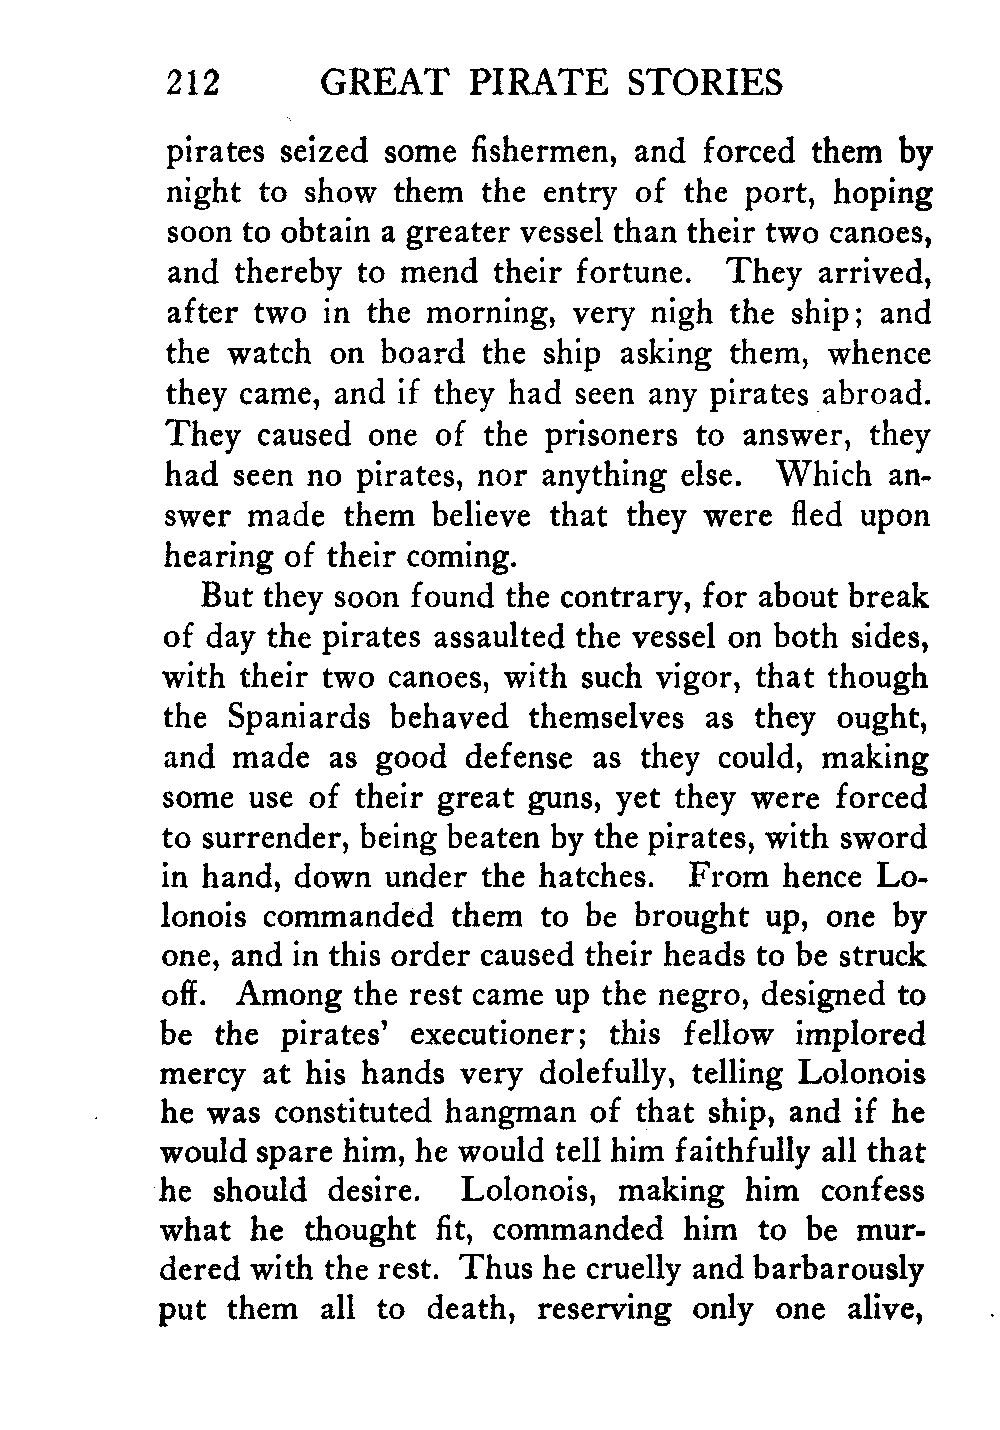 212 GREAT PIRATE STORIES
pirates seized some fishermen, and forced them by
night to show them the entry of the port, hoping
soon to obtain a greater vessel than their two canoes,
and thereby to mend their fortune. They arrived,
after two in the morning, very nigh the ship; and
the watch on board the ship asking them, whence
they came, and if they had seen any pirates abroad.
They caused one of the prisoners to answer, they
had seen no pirates, nor anything else. Which an-
swer made them believe that they were fled upon
hearing of their coming.
But they soon found the contrary, for about break
of day the pirates assaulted the vessel on both sides,
with their two canoes, with such vigor, that though
the Spaniards behaved themselves as they ought,
and made as good defense as they could, making
some use of their great guns, yet they were forced
to surrender, being beaten by the pirates, with sword
in hand, down under the hatches. From hence Lo-
lonois commanded them to be brought up, one by
one, and in this order caused their heads to be struck
off. Among the rest came up the negro, designed to
be the pirates' executioner; this fellow implored
mercy at his hands very dolefully, telling Lolonois
he was constituted hangman of that ship, and if he
would spare him, he would tell him faithfully all that
he should desire. Lolonois, making him confess
what he thought fit, commanded him to be mur-
dered with the rest. Thus he cruelly and barbarously
put them all to death, reserving only one alive,